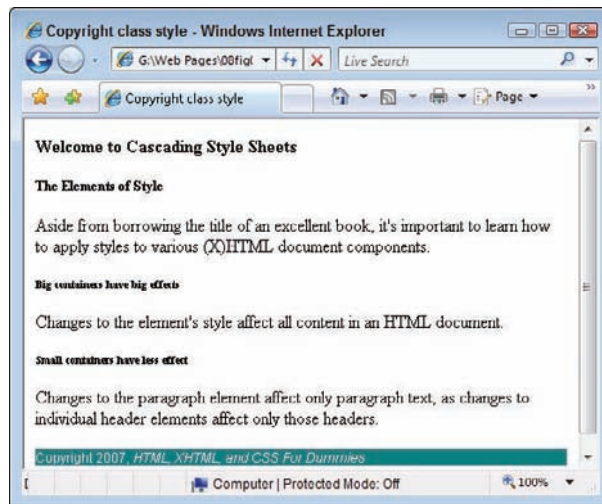 Copyright class style - Windows Internet Explorer
G:\Web Pages\08figl
Live Search
Copyright class style
Page
Welcome to Cascading Style Sheets
The Elements of Style
Aside from borrowing the title of an excellent book, it's important to learn how
to apply styles to various (X)HTML document components.
Big containers have big effects
Changes to the element's style affect all content in an HTML document.
Small containers have less effect
Changes to the paragraph element affect only paragraph text, as changes to
individual header elements affect only those headers.
Copyright 2007, HTML, XHTML, and CSS For Dummies
Computer | Protected Mode: Off
100%